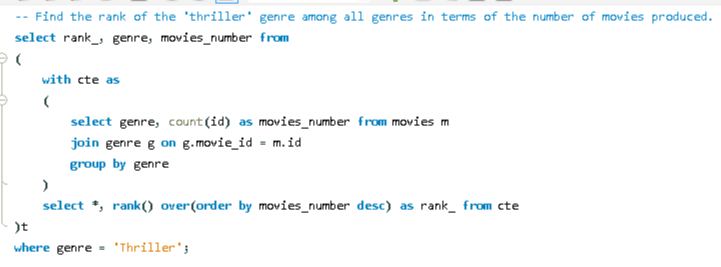 -- Find the rank of the 'thriller' genre among all genres in terms of the number of movies produced.
select rank_, genre, movies_number from
(
with cte as
(
select genre, count(id) as movies_number from movies m
join genre g on g.movie_id = m.id
group by genre
)
select *, rank() over(order by movies_number desc) as rank_ from cte
)t
where genre = 'Thriller';